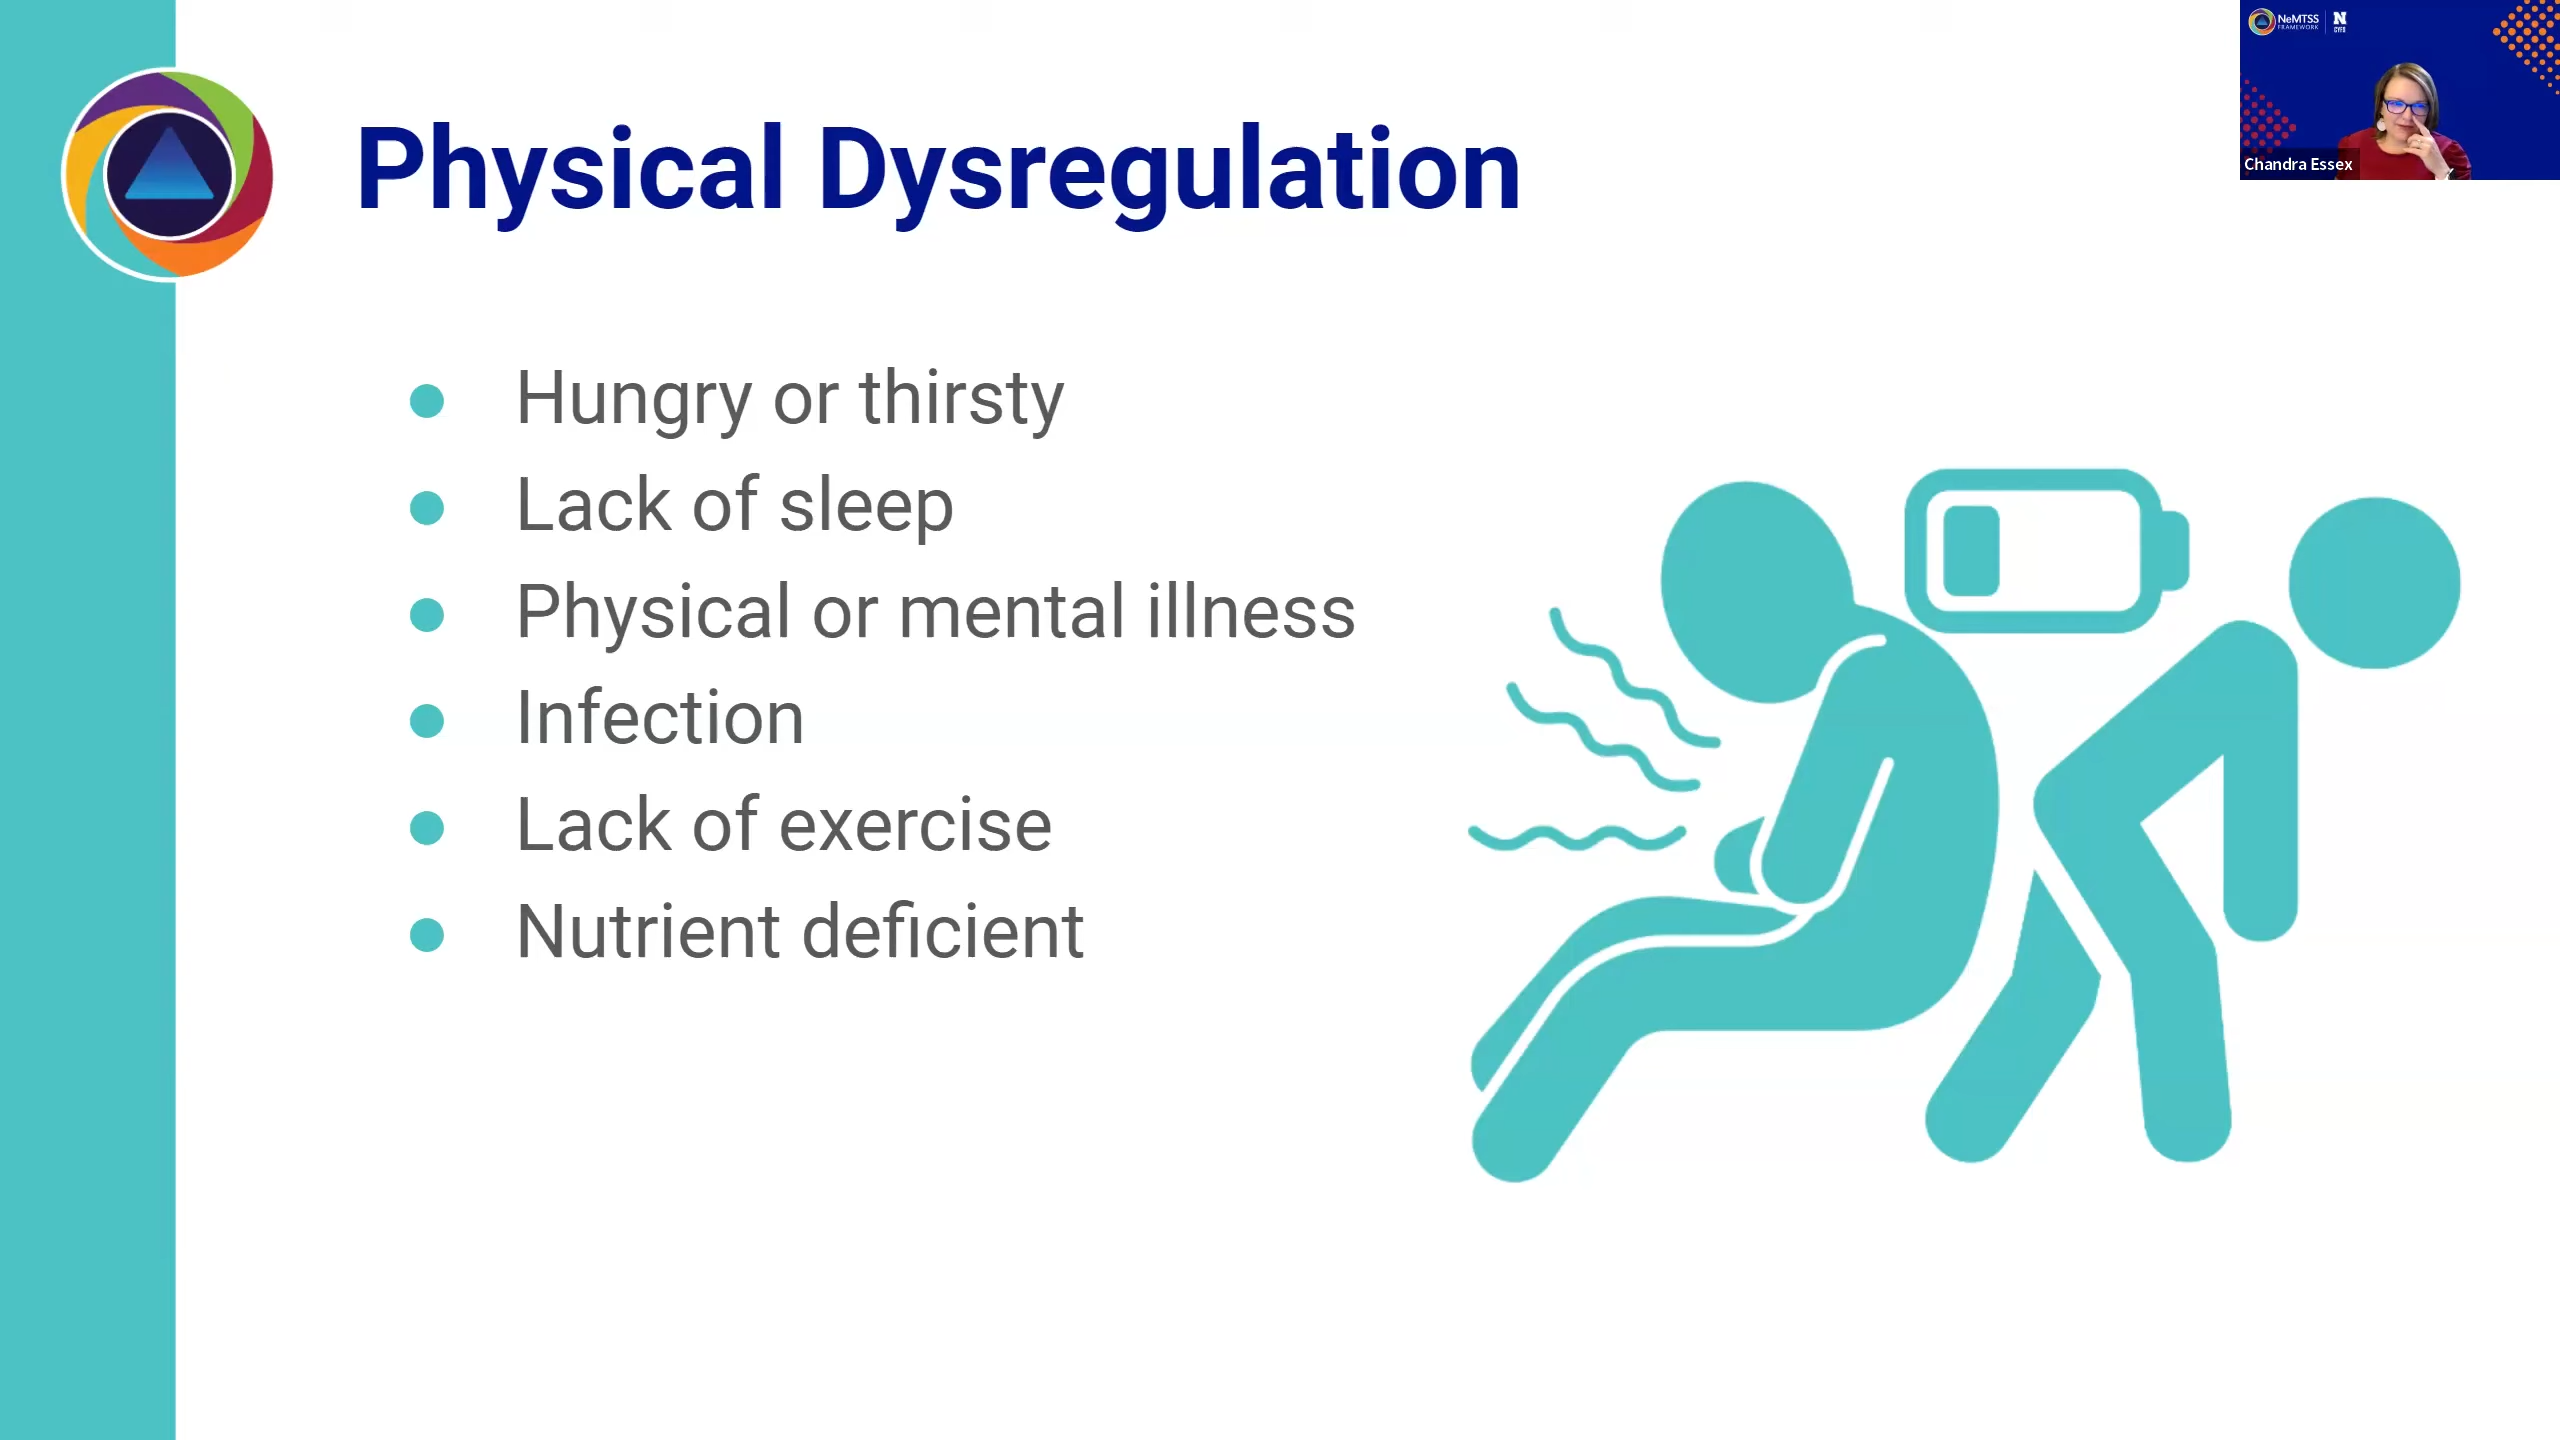 NeMTSS
FRAMEWORK
N
CYFS
Chandra Essex
Physical Dysregulation
Hungry or thirsty
Lack of sleep
Physical or mental illness
Infection
Lack of exercise
Nutrient deficient